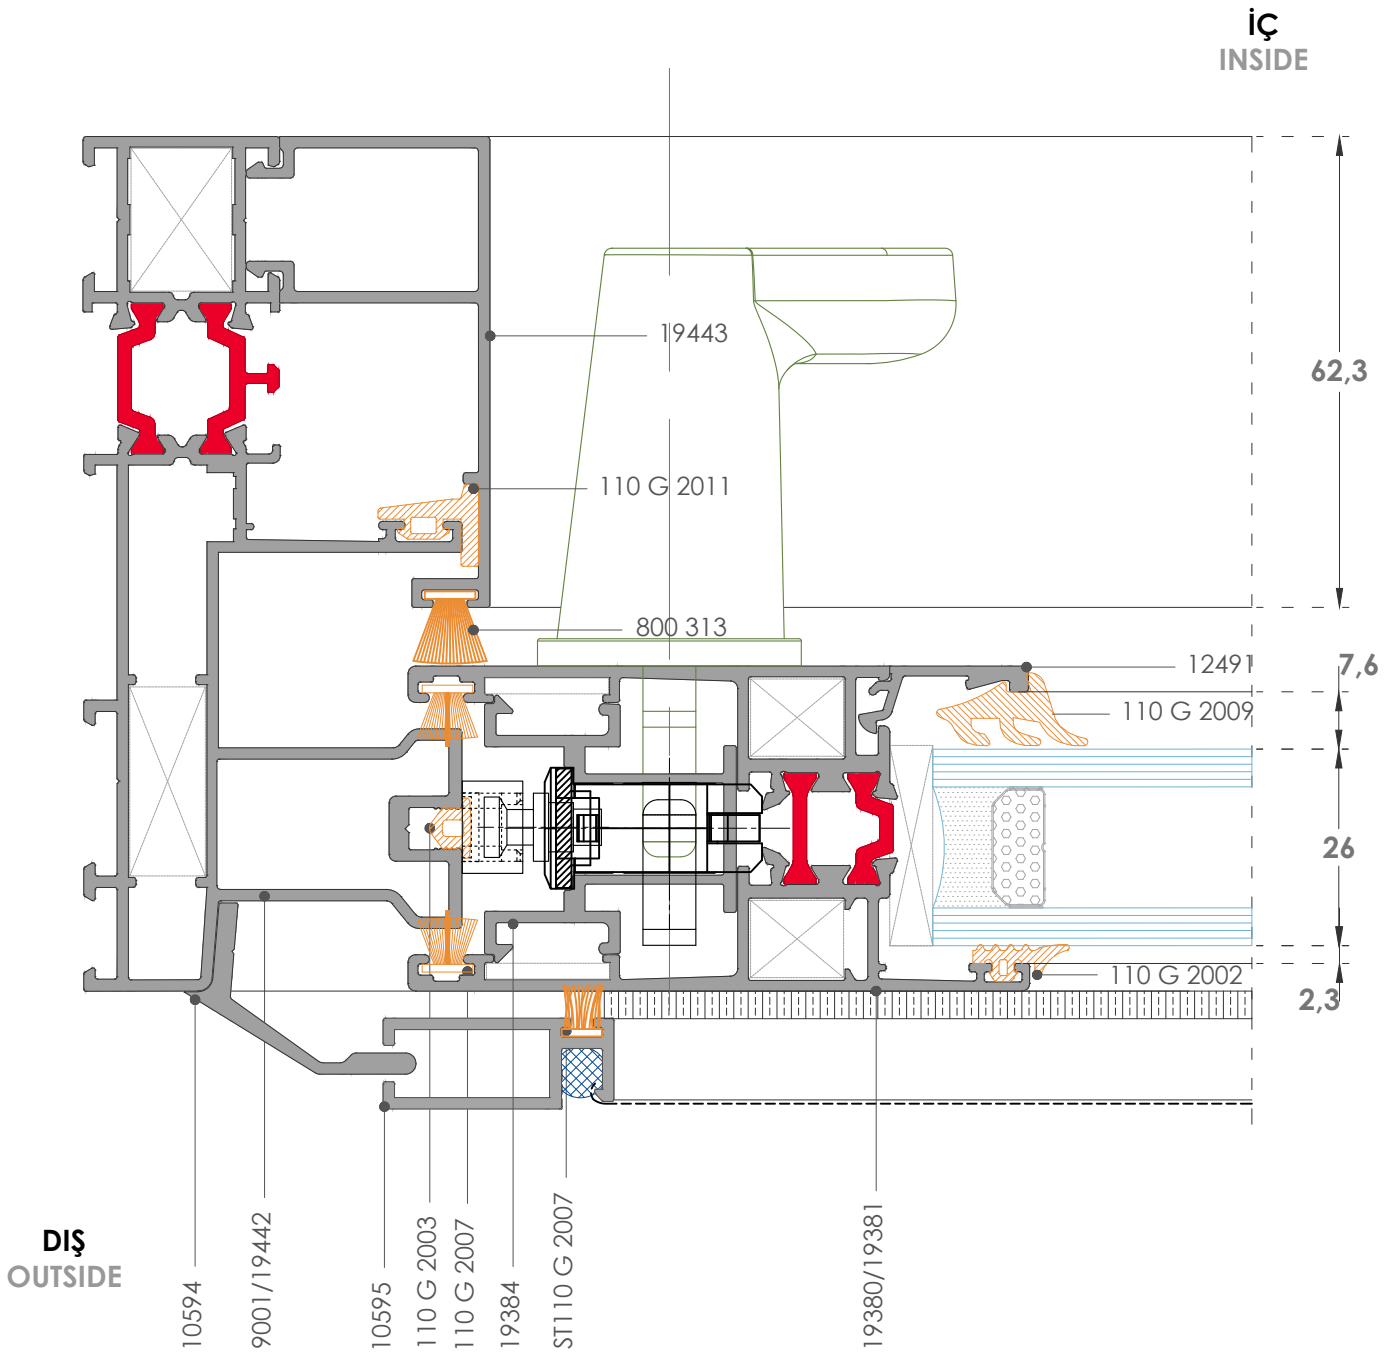 İÇ
INSIDE
19443
62,3
110 G 2011
800 313
12491
7,6
110 G 2009
26
110 G 2002
2,3
DIŞ
OUTSIDE
10594
9001/19442
10595
110 G 2003
110 G 2007
19384
ST110 G 2007
19380/19381